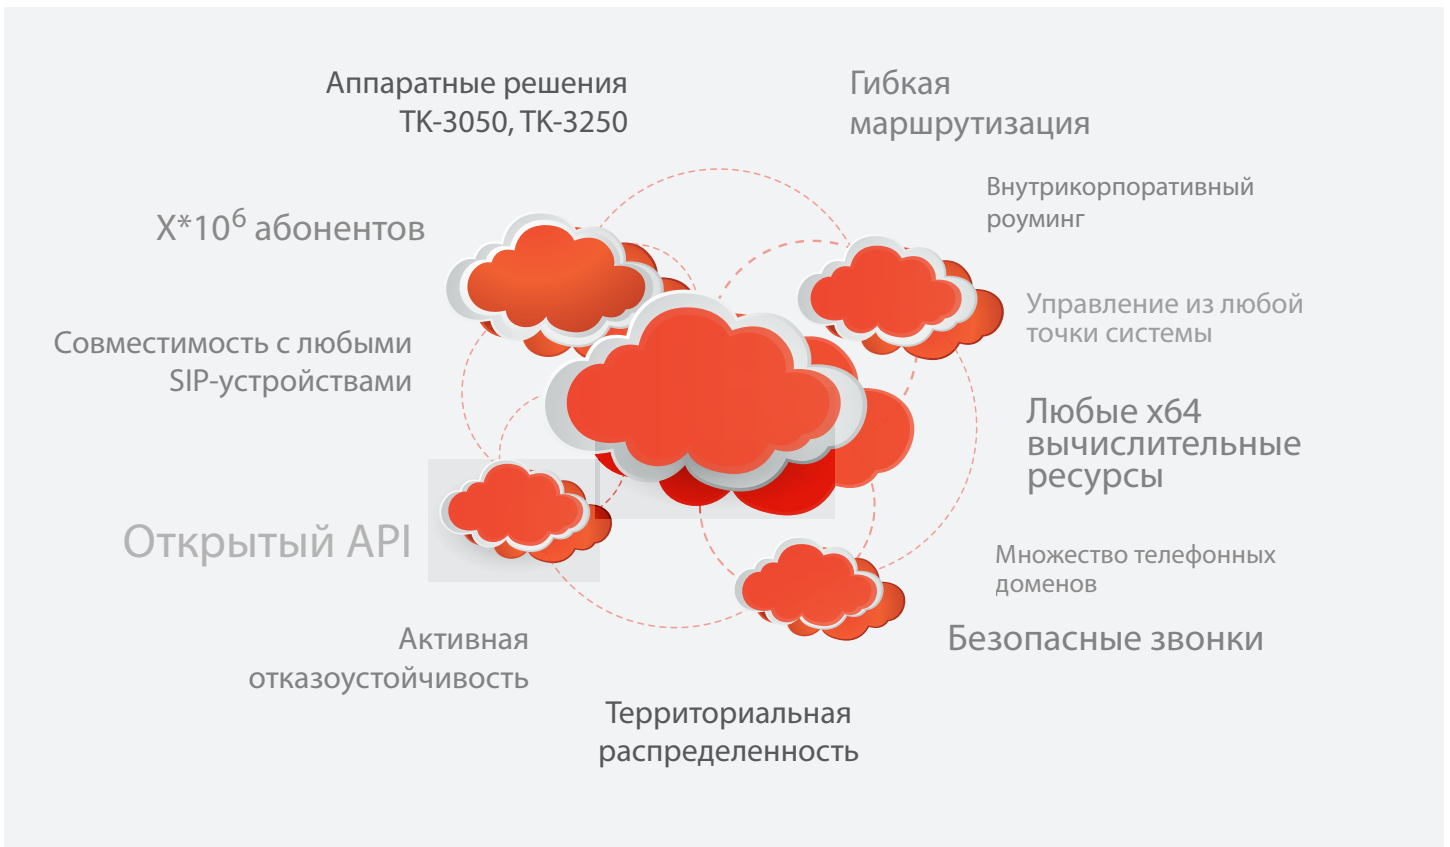 Аппаратные решения
ТК-3050, ТК-3250
Гибкая
маршрутизация
Внутрикорпоративный
роуминг
X*10⁶ абонентов
Управление из любой
точки системы
Совместимость с любыми
SIP-устройствами
Любые x64
вычислительные
ресурсы
Открытый API
Множество телефонных
доменов
Активная
отказоустойчивость
Безопасные звонки
Территориальная
распределенность